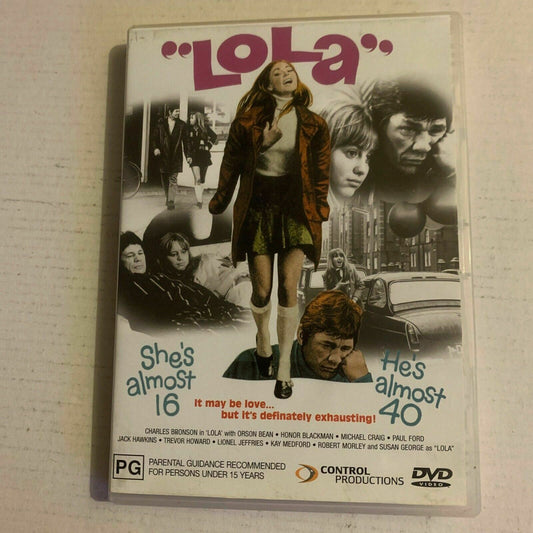 "LOLa"
She's
almost
16
He's
almost
40
It may be love...
but it's definately exhausting!
CHARLES BRONSON in 'LOLA' with ORSON BEAN • HONOR BLACKMAN • MICHAEL CRAIG • PAUL FORD
JACK HAWKINS • TREVOR HOWARD • LIONEL JEFFRIES • KAY MEDFORD • ROBERT MORLEY and SUSAN GEORGE as "LOLA"
PG
PARENTAL GUIDANCE RECOMMENDED
FOR PERSONS UNDER 15 YEARS
CONTROL
PRODUCTIONS
DVD
VIDEO